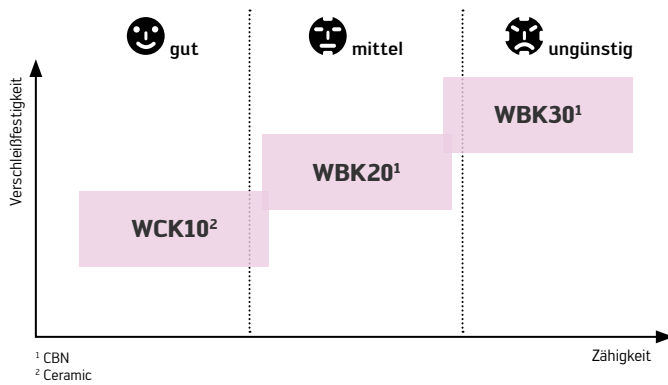 gut
mittel
ungünstig
Verschleißfestigkeit
WBK30¹
WBK20¹
WCK10²
Zähigkeit
¹ CBN
² Ceramic